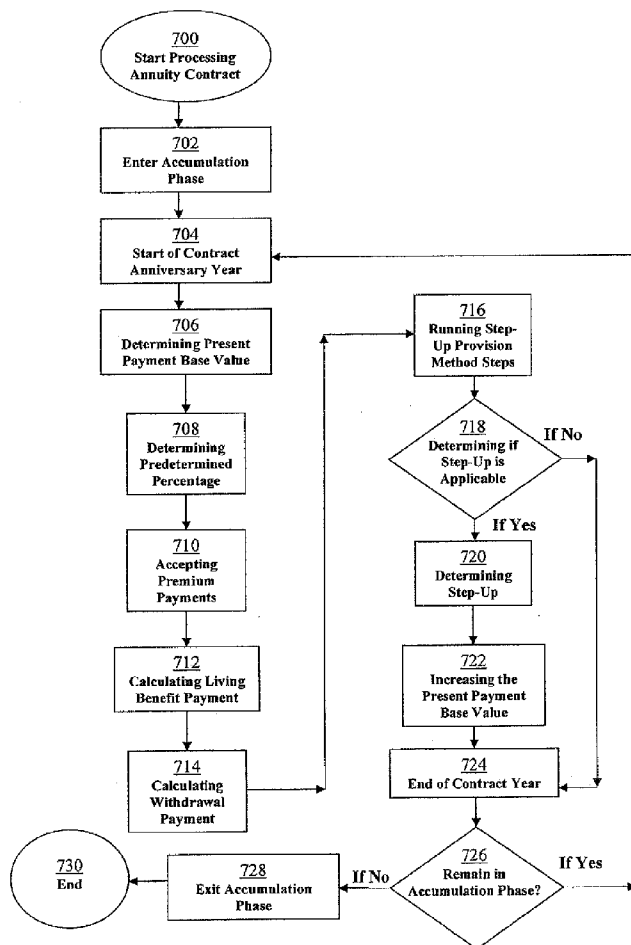 700
Start Processing
Annuity Contract
702
Enter Accumulation
Phase
704
Start of Contract
Anniversary Year
706
Determining Present
Payment Base Value
708
Determining
Predetermined
Percentage
710
Accepting
Premium
Payments
712
Calculating Living
Benefit Payment
714
Calculating
Withdrawal
Payment
716
Running Step-
Up Provision
Method Steps
718
Determining if
Step-Up is
Applicable
If No
If Yes
720
Determining
Step-Up
722
Increasing the
Present Payment
Base Value
724
End of Contract Year
726
Remain in
Accumulation Phase?
If Yes
If No
728
Exit Accumulation
Phase
730
End